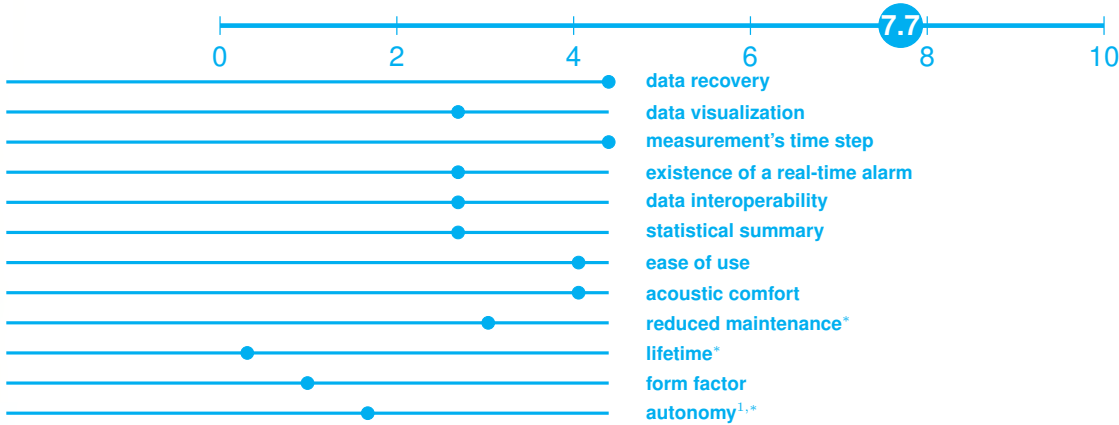 7.7
0 2 4 6 8 10
data recovery
data visualization
measurement's time step
existence of a real-time alarm
data interoperability
statistical summary
ease of use
acoustic comfort
reduced maintenance*
lifetime*
form factor
autonomy1,*